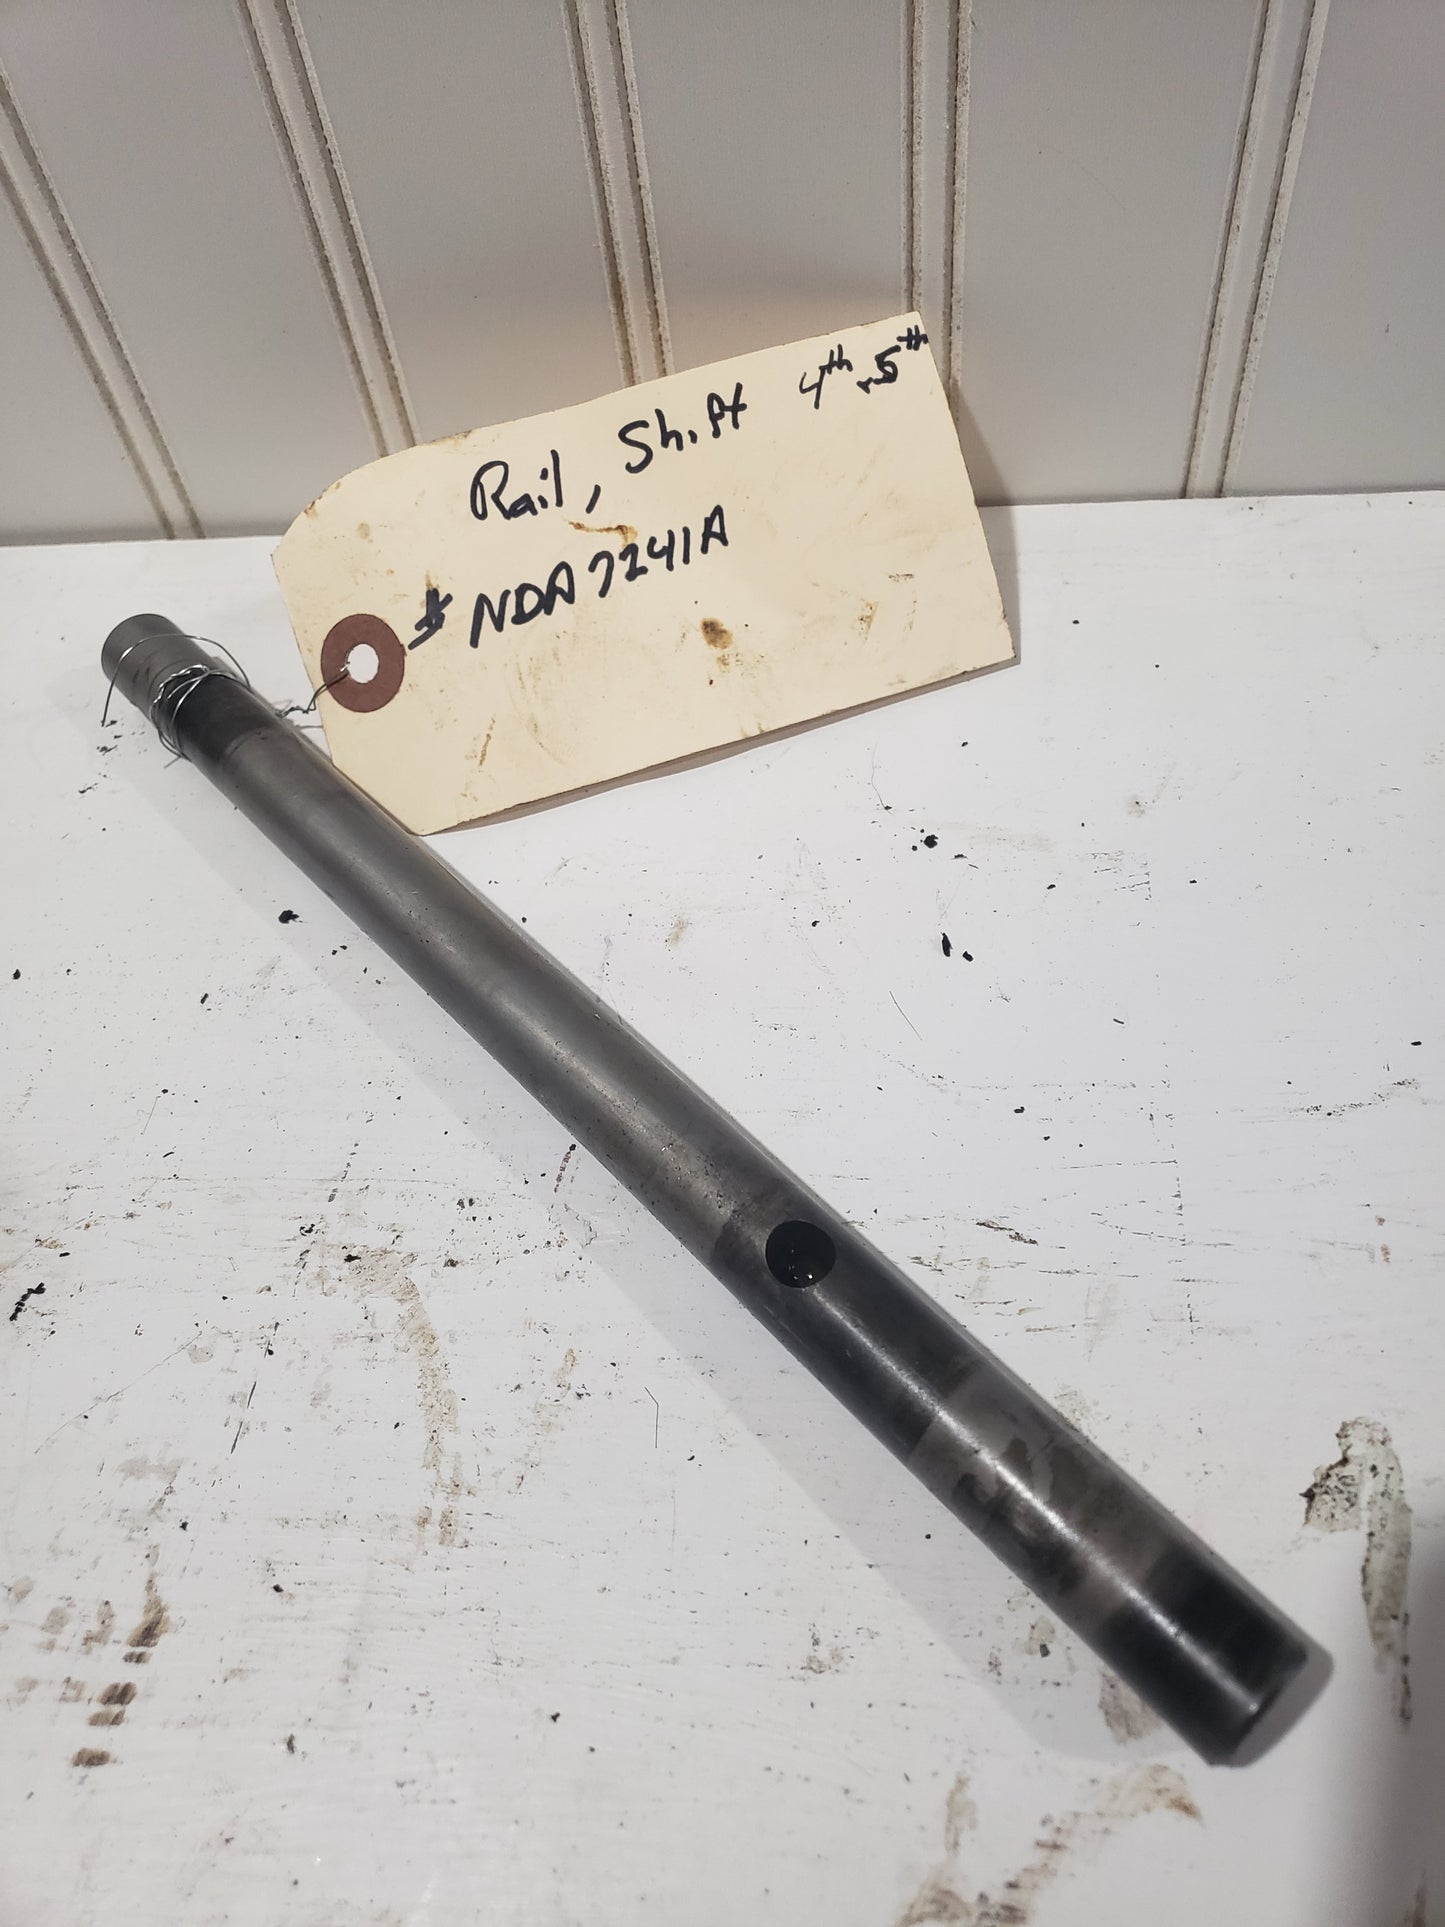 Rail, Shift 4th, 5th
# NDA7241A